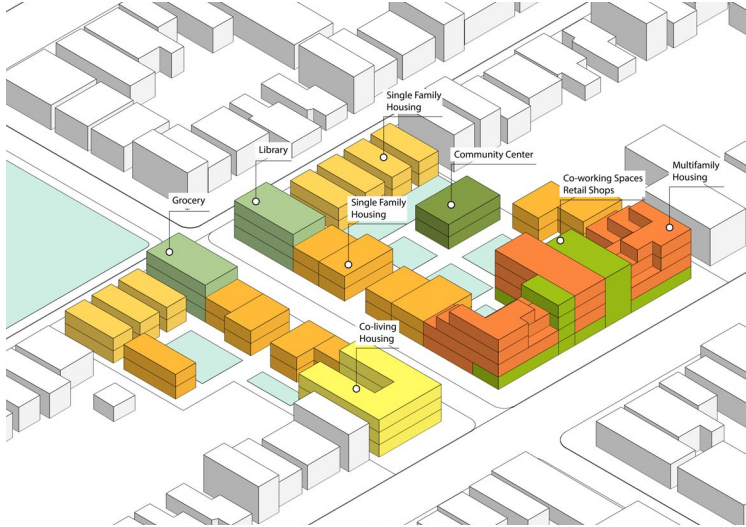 Single Family
Housing
Library
Community Center
Multifamily
Housing
Co-working Spaces
Retail Shops
Grocery
Single Family
Housing
Co-living
Housing